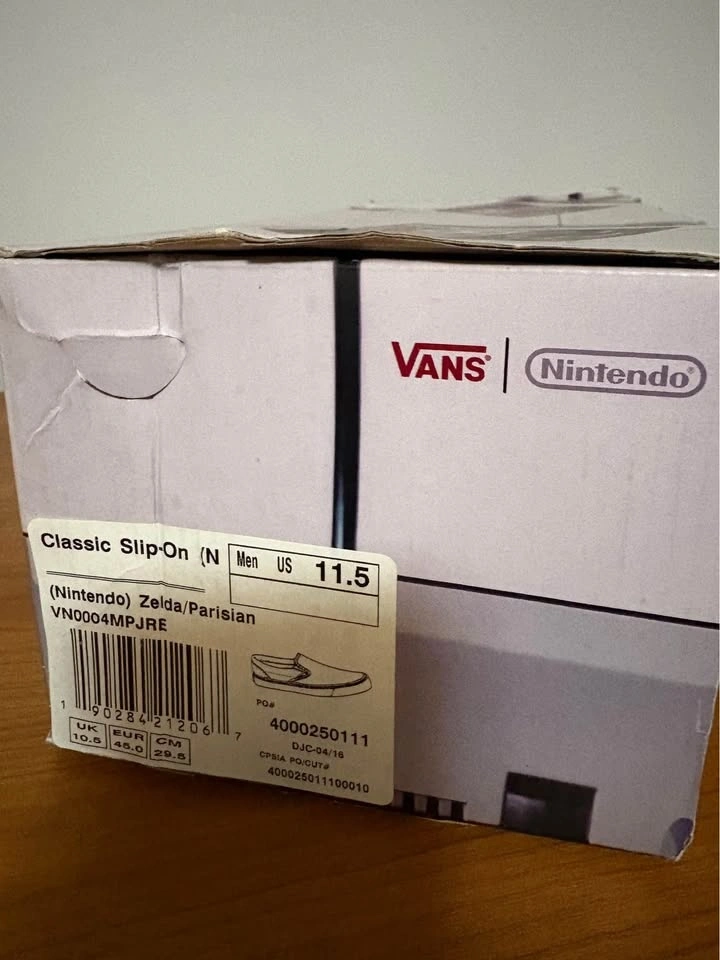 VANS® | Nintendo®
Classic Slip-On (N
Men US 11.5
(Nintendo) Zelda/Parisian
VN0004MPJRE
1 90284 21206 7
UK 10.5
EUR 45.0
CM 29.5
PO#
4000250111
DJC-04/16
CPSIA PO/CUT#
400025011100010